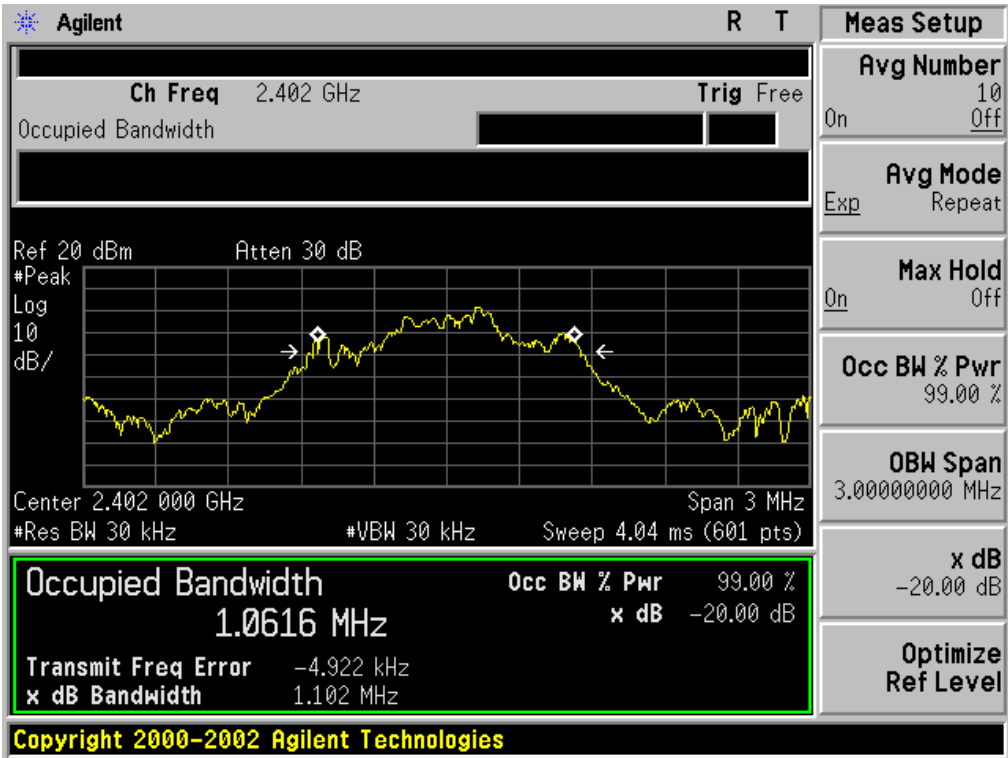 Agilent R T
Ch Freq 2.402 GHz Trig Free
Occupied Bandwidth
Ref 20 dBm Atten 30 dB
#Peak
Log
10
dB/
Center 2.402 000 GHz Span 3 MHz
#Res BW 30 kHz #VBW 30 kHz Sweep 4.04 ms (601 pts)
Occupied Bandwidth Occ BW % Pwr 99.00 %
1.0616 MHz x dB -20.00 dB
Transmit Freq Error -4.922 kHz
x dB Bandwidth 1.102 MHz
Copyright 2000-2002 Agilent Technologies
Meas Setup
Avg Number
10
On Off
Avg Mode
Exp Repeat
Max Hold
On Off
Occ BW % Pwr
99.00 %
OBW Span
3.00000000 MHz
x dB
-20.00 dB
Optimize
Ref Level